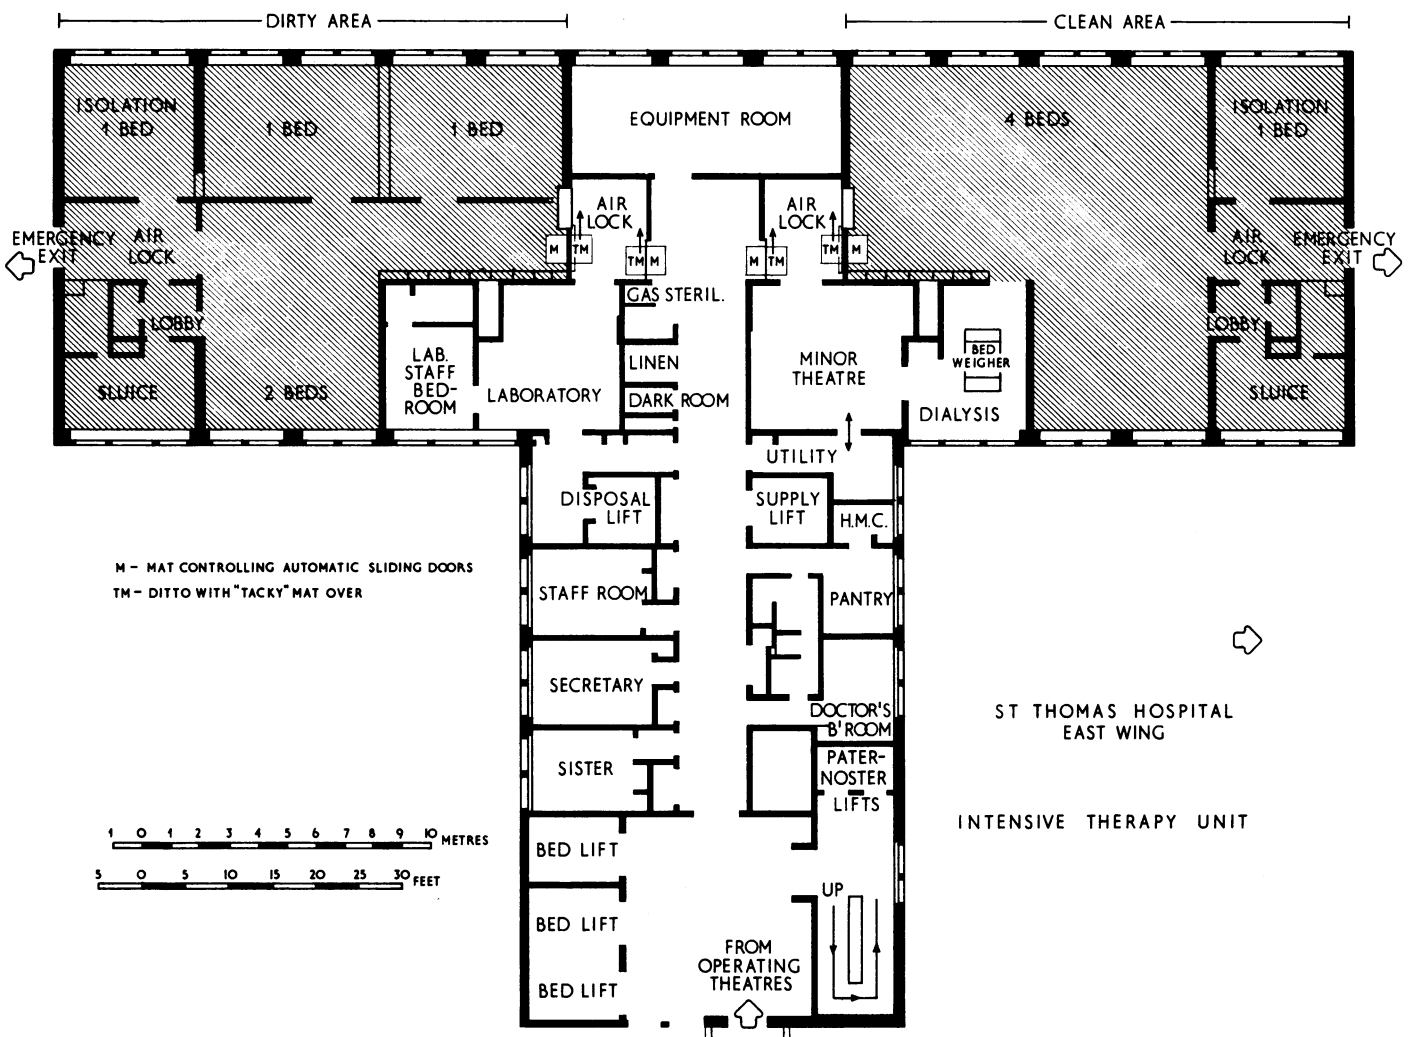 DIRTY AREA
CLEAN AREA
ISOLATION
1 BED
1 BED
1 BED
EQUIPMENT ROOM
4 BEDS
ISOLATION
1 BED
AIR
LOCK
AIR
LOCK
EMERGENCY
EXIT
AIR
LOCK
M
TM
TM
M
M
TM
TM
M
AIR
LOCK
EMERGENCY
EXIT
GAS STERIL.
LOBBY
LOBBY
LAB.
STAFF
BED-
ROOM
LINEN
MINOR
THEATRE
BED
WEIGHER
SLUICE
2 BEDS
LABORATORY
DARK ROOM
DIALYSIS
SLUICE
UTILITY
DISPOSAL
LIFT
SUPPLY
LIFT
H.M.C.
M – MAT CONTROLLING AUTOMATIC SLIDING DOORS
TM – DITTO WITH "TACKY" MAT OVER
STAFF ROOM
PANTRY
SECRETARY
DOCTOR'S
B'ROOM
ST THOMAS HOSPITAL
EAST WING
SISTER
PATER-
NOSTER
LIFTS
INTENSIVE THERAPY UNIT
1 0 1 2 3 4 5 6 7 8 9 10 METRES
5 0 5 10 15 20 25 30 FEET
BED LIFT
UP
BED LIFT
BED LIFT
FROM
OPERATING
THEATRES